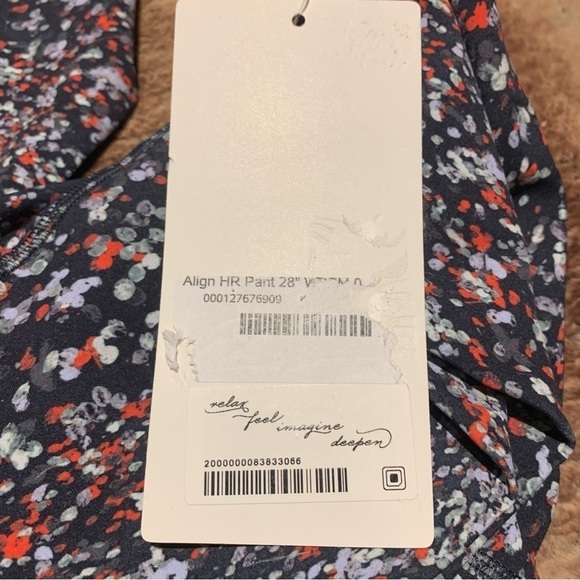 Align HR Pant 28"
000127676909
relax
feel imagine
deepen
2000000083833066